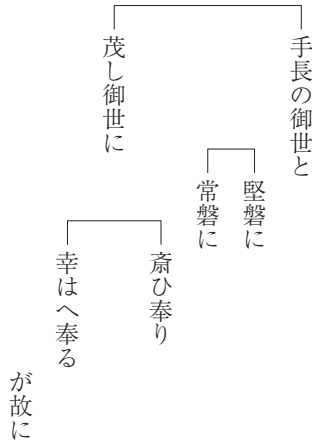 手長の御世と
堅磐に
常磐に
茂し御世に
斎ひ奉り
幸はへ奉る
が故に